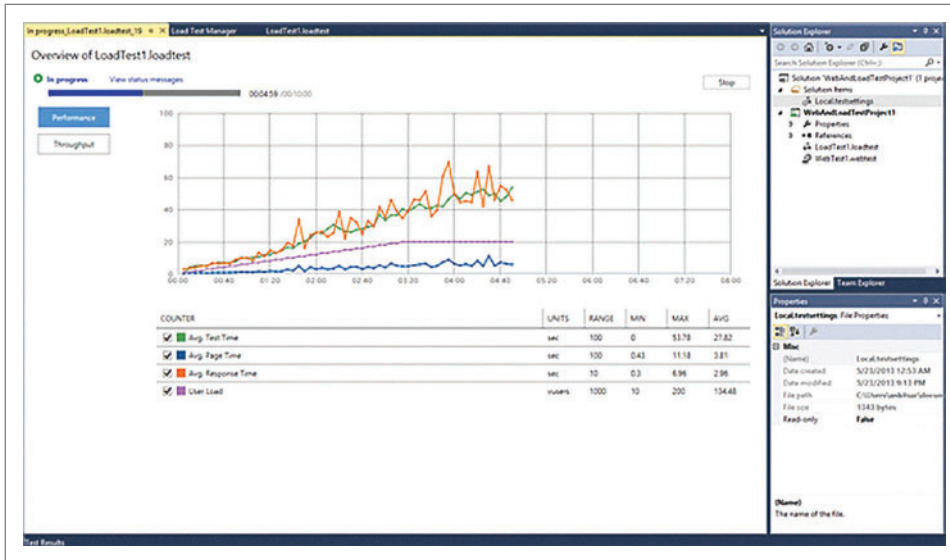 In progress_LoadTest1.loadtest_19 Load Test Manager LoadTest1.loadtest
Overview of LoadTest1.loadtest
In progress View status messages
00:04:59 /00:10:00
Stop
Performance
Throughput
100
80
60
40
20
0
00:00 00:40 01:20 02:00 02:40 03:20 04:00 04:40 05:20 06:00 06:40 07:20 08:00
COUNTER UNITS RANGE MIN MAX AVG
Avg. Test Time sec 100 0 53.78 27.82
Avg. Page Time sec 100 0.43 11.18 3.81
Avg. Response Time sec 10 0.3 6.96 2.96
User Load vusers 1000 10 200 134.48
Test Results
Solution Explorer
Search Solution Explorer (Ctrl+;)
Solution 'WebAndLoadTestProject1' (1 proje
Solution Items
Local.testsettings
WebAndLoadTestProject1
Properties
References
LoadTest1.loadtest
WebTest1.webtest
Solution Explorer Team Explorer
Properties
Local.testsettings File Properties
Misc
(Name) Local.testsettings
Date created 5/23/2013 12:53 AM
Date modified 5/23/2013 9:13 PM
File path
File size 1343 bytes
Read-only False
(Name)
The name of the file.